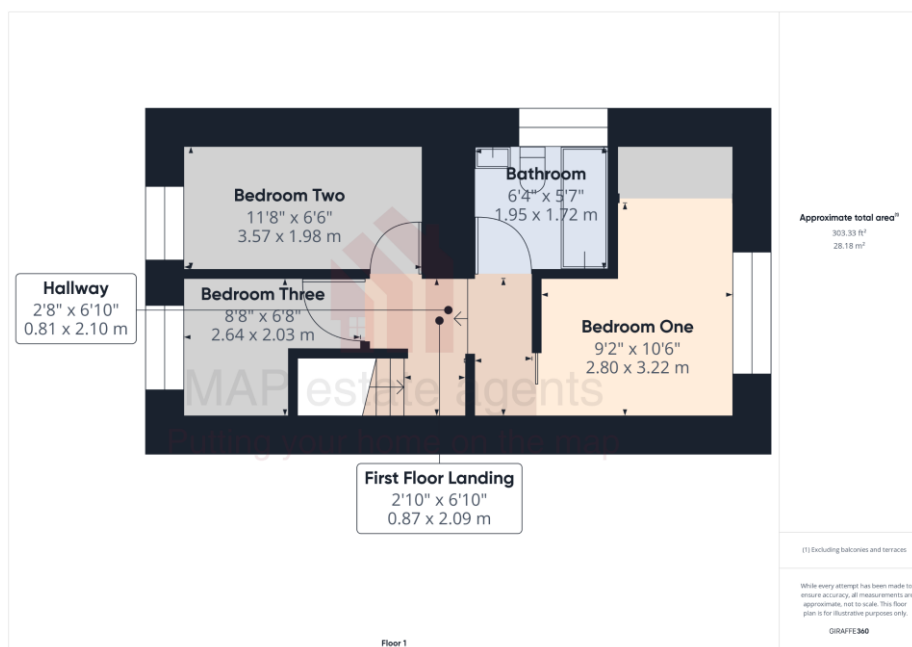 Bedroom Two
11'8" x 6'6"
3.57 x 1.98 m
Bathroom
6'4" x 5'7"
1.95 x 1.72 m
Hallway
2'8" x 6'10"
0.81 x 2.10 m
Bedroom Three
8'8" x 6'8"
2.64 x 2.03 m
Bedroom One
9'2" x 10'6"
2.80 x 3.22 m
MAP estate agents
Putting your home on the map
First Floor Landing
2'10" x 6'10"
0.87 x 2.09 m
Floor 1
Approximate total area(1)
303.33 ft²
28.18 m²
(1) Excluding balconies and terraces
While every attempt has been made to
ensure accuracy, all measurements are
approximate, not to scale. This floor
plan is for illustrative purposes only.
GIRAFFE360